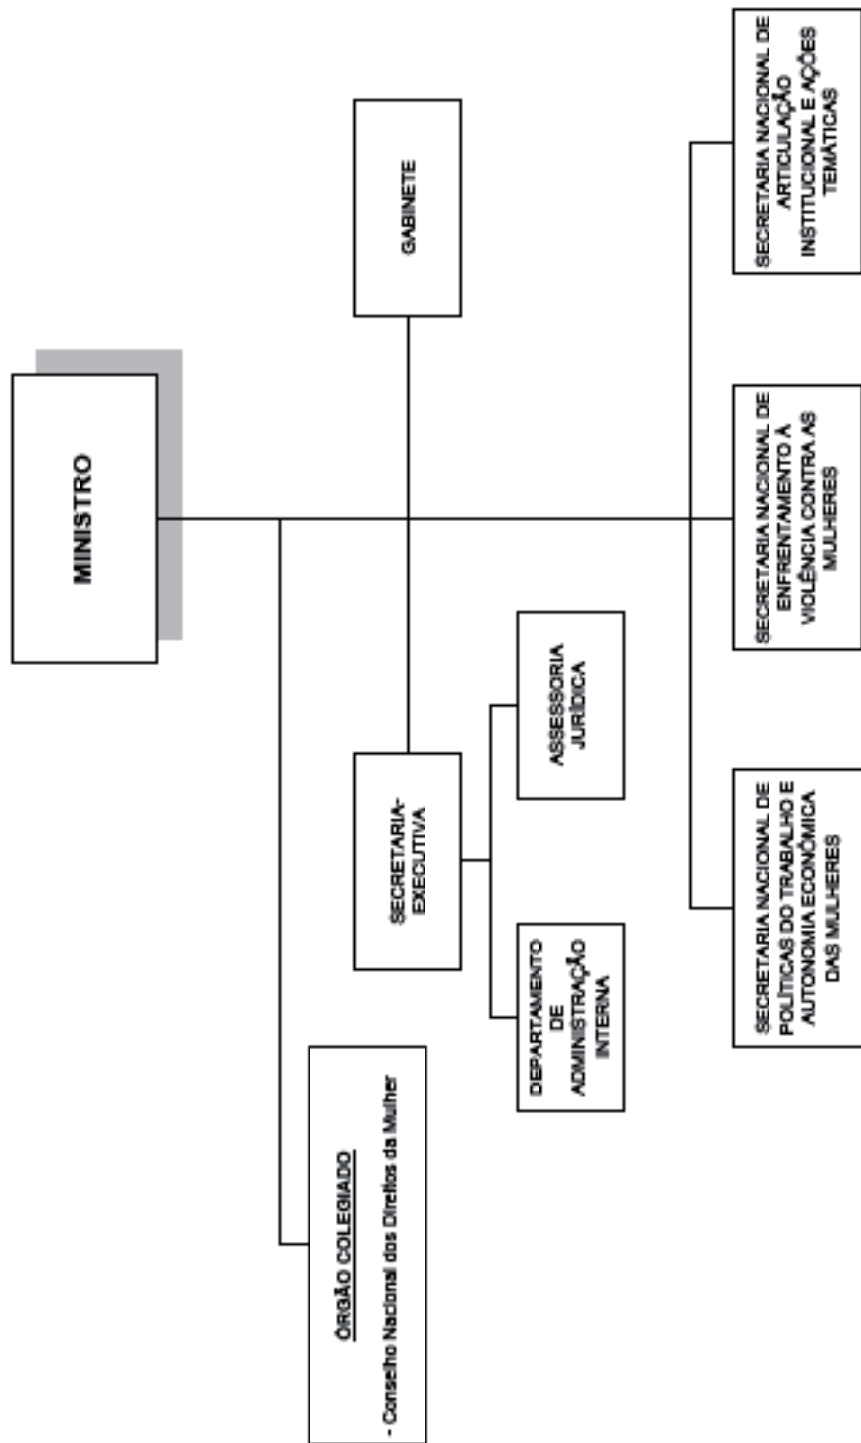 MINISTRO
ÓRGÃO COLEGIADO
- Conselho Nacional dos Direitos da Mulher
SECRETARIA-
EXECUTIVA
GABINETE
DEPARTAMENTO
DE
ADMINISTRAÇÃO
INTERNA
ASSESSORIA
JURÍDICA
SECRETARIA NACIONAL DE
POLÍTICAS DO TRABALHO E
AUTONOMIA ECONÔMICA
DAS MULHERES
SECRETARIA NACIONAL DE
ENFRENTAMENTO À
VIOLÊNCIA CONTRA AS
MULHERES
SECRETARIA NACIONAL DE
ARTICULAÇÃO
INSTITUCIONAL E AÇÕES
TEMÁTICAS